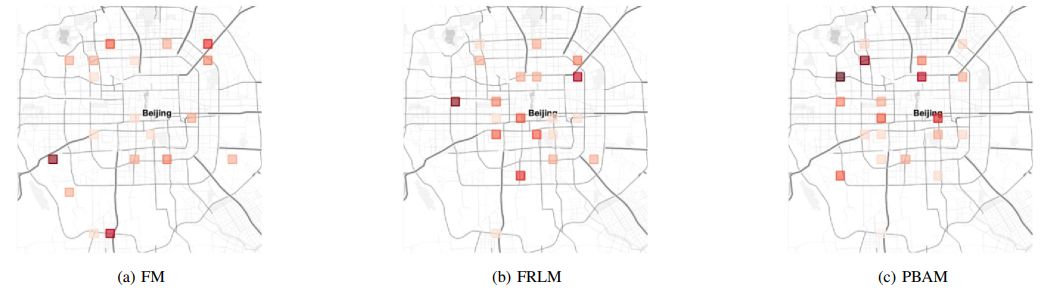 Beijing
Beijing
Beijing
(a) FM
(b) FRLM
(c) PBAM